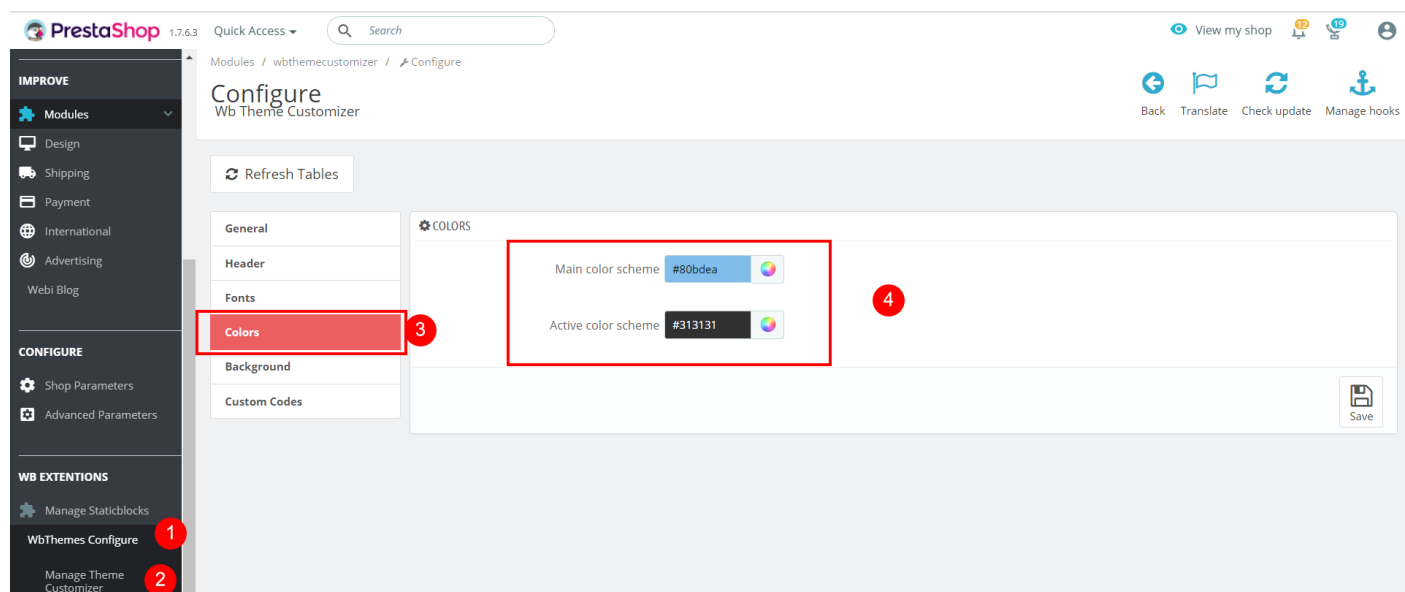 PrestaShop 1.7.6.3 Quick Access Search View my shop 12 19
IMPROVE
Modules
Design
Shipping
Payment
International
Advertising
Webi Blog
CONFIGURE
Shop Parameters
Advanced Parameters
WB EXTENTIONS
Manage Staticblocks
WbThemes Configure 1
Manage Theme 2
Customizer
Modules / wbthemecustomizer / Configure
Configure
Wb Theme Customizer
Back Translate Check update Manage hooks
Refresh Tables
General
Header
Fonts
Colors 3
Background
Custom Codes
COLORS
Main color scheme #80bdea
Active color scheme #313131
4
Save